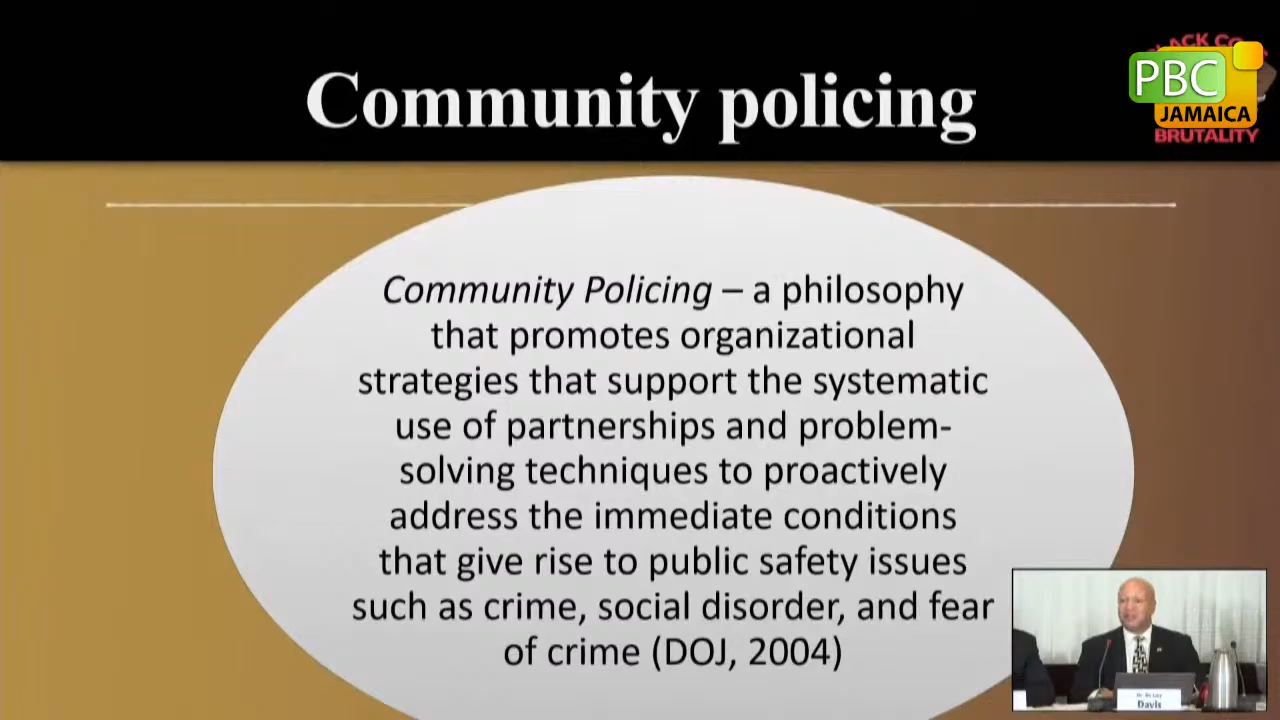 Community policing
BLACK CO
PBC
JAMAICA
BRUTALITY
Community Policing – a philosophy
that promotes organizational
strategies that support the systematic
use of partnerships and problem-
solving techniques to proactively
address the immediate conditions
that give rise to public safety issues
such as crime, social disorder, and fear
of crime (DOJ, 2004)
Davis